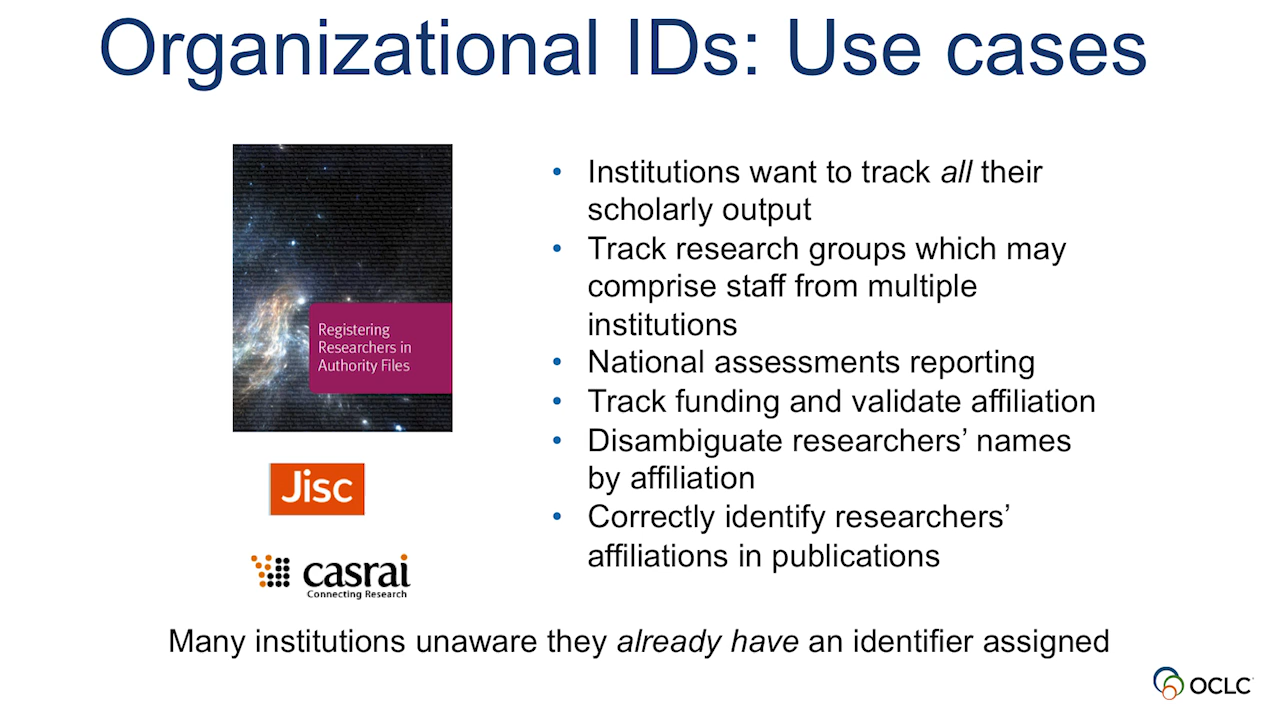 Organizational IDs: Use cases
Registering
Researchers in
Authority Files
Jisc
casrai
Connecting Research
• Institutions want to track all their
scholarly output
• Track research groups which may
comprise staff from multiple
institutions
• National assessments reporting
• Track funding and validate affiliation
• Disambiguate researchers’ names
by affiliation
• Correctly identify researchers’
affiliations in publications
Many institutions unaware they already have an identifier assigned
OCLC